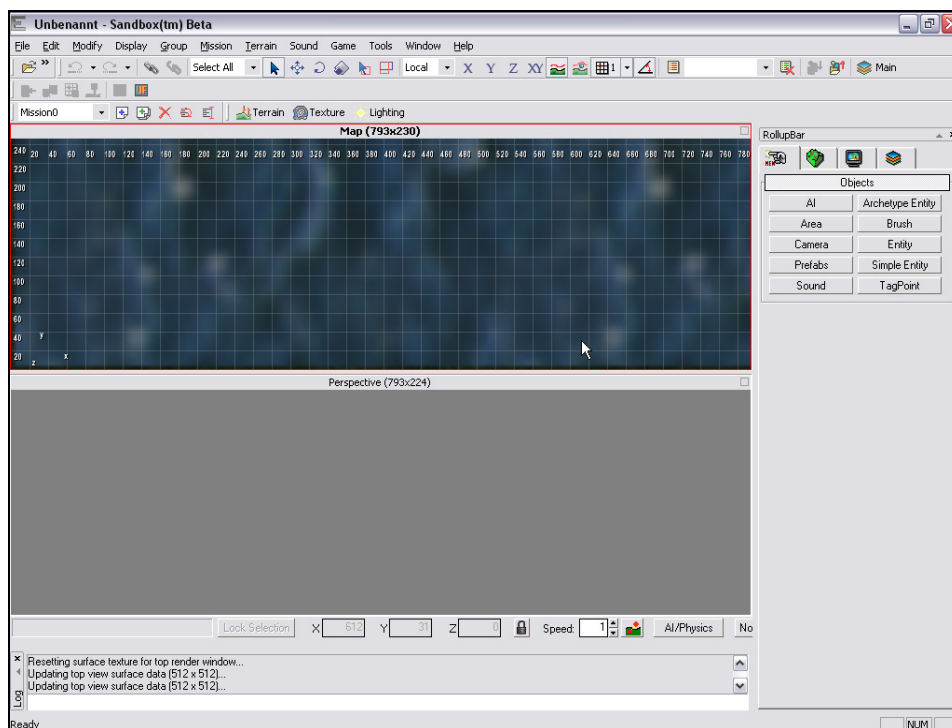 Unbenannt - Sandbox(tm) Beta
File Edit Modify Display Group Mission Terrain Sound Game Tools Window Help
Select All Local X Y Z XY 1 Main
Mission0 Terrain Texture Lighting
Map (793x230)
RollupBar
240 20 40 60 80 100 120 140 160 180 200 220 240 260 280 300 320 340 360 380 400 420 440 460 480 500 520 540 560 580 600 620 640 660 680 700 720 740 760 780
220
200
180
160
140
120
100
80
60
40 y
20 z x
NEW
Objects
AI Archetype Entity
Area Brush
Camera Entity
Prefabs Simple Entity
Sound TagPoint
Perspective (793x224)
Lock Selection X 612 Y 31 Z 0 Speed: 1 AI/Physics No
Log
Resetting surface texture for top render window...
Updating top view surface data (512 x 512)...
Updating top view surface data (512 x 512)...
Ready NUM